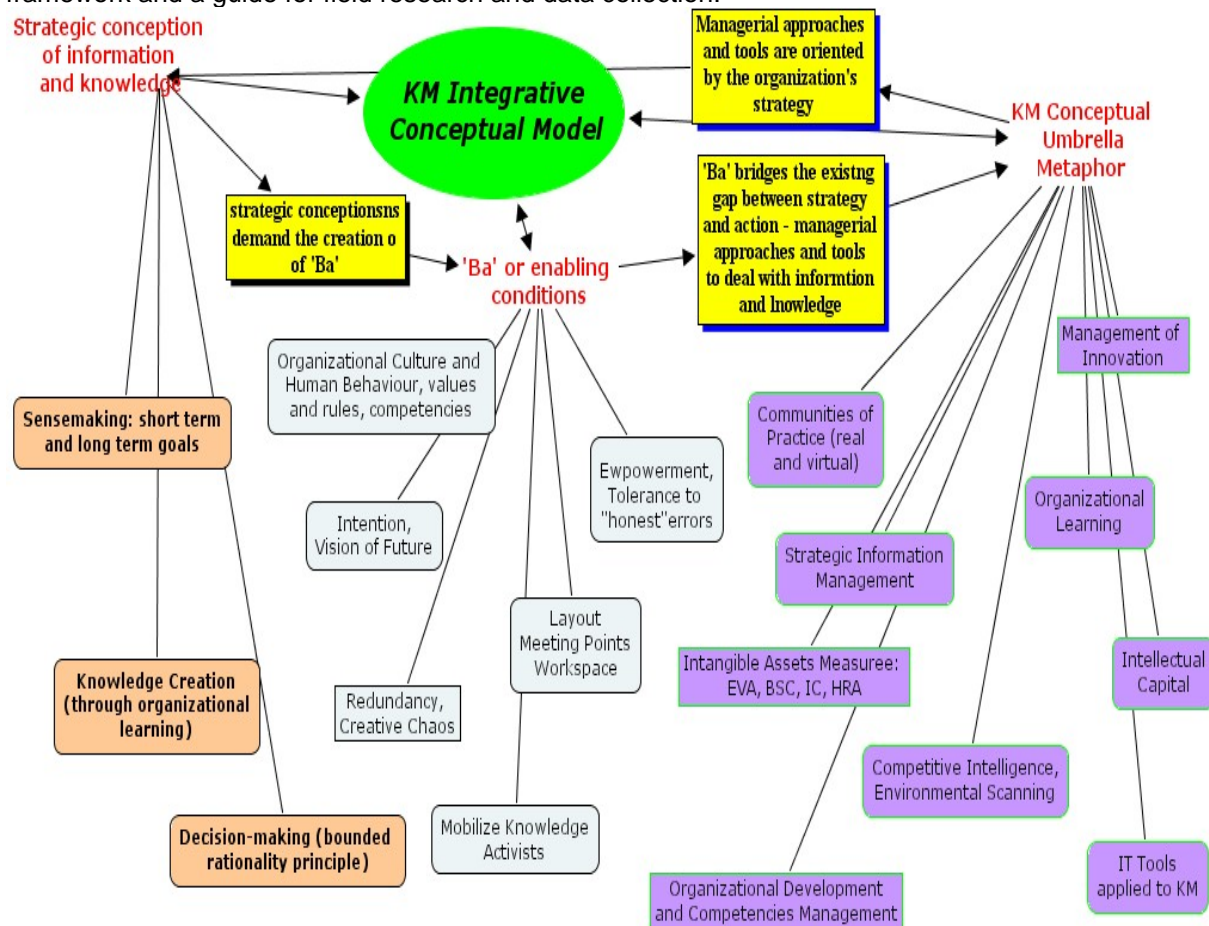 framework and a guide for field research and data collection.
Strategic conception
of information
and knowledge
KM Integrative
Conceptual Model
Managerial approaches
and tools are oriented
by the organization's
strategy
KM Conceptual
Umbrella
Metaphor
strategic conceptionsns
demand the creation o
of 'Ba'
'Ba' or enabling
conditions
'Ba' bridges the existng
gap between strategy
and action - managerial
approaches and tools
to deal with informtion
and lnowledge
Organizational Culture and
Human Behaviour, values
and rules, competencies
Management of
Innovation
Sensemaking: short term
and long term goals
Communities of
Practice (real
and virtual)
Ewpowerment,
Tolerance to
"honest"errors
Intention,
Vision of Future
Organizational
Learning
Strategic Information
Management
Layout
Meeting Points
Workspace
Knowledge Creation
(through organizational
learning)
Redundancy,
Creative Chaos
Intangible Assets Measuree:
EVA, BSC, IC, HRA
Intellectual
Capital
Competitive Intelligence,
Environmental Scanning
Decision-making (bounded
rationality principle)
Mobilize Knowledge
Activists
IT Tools
applied to KM
Organizational Development
and Competencies Management